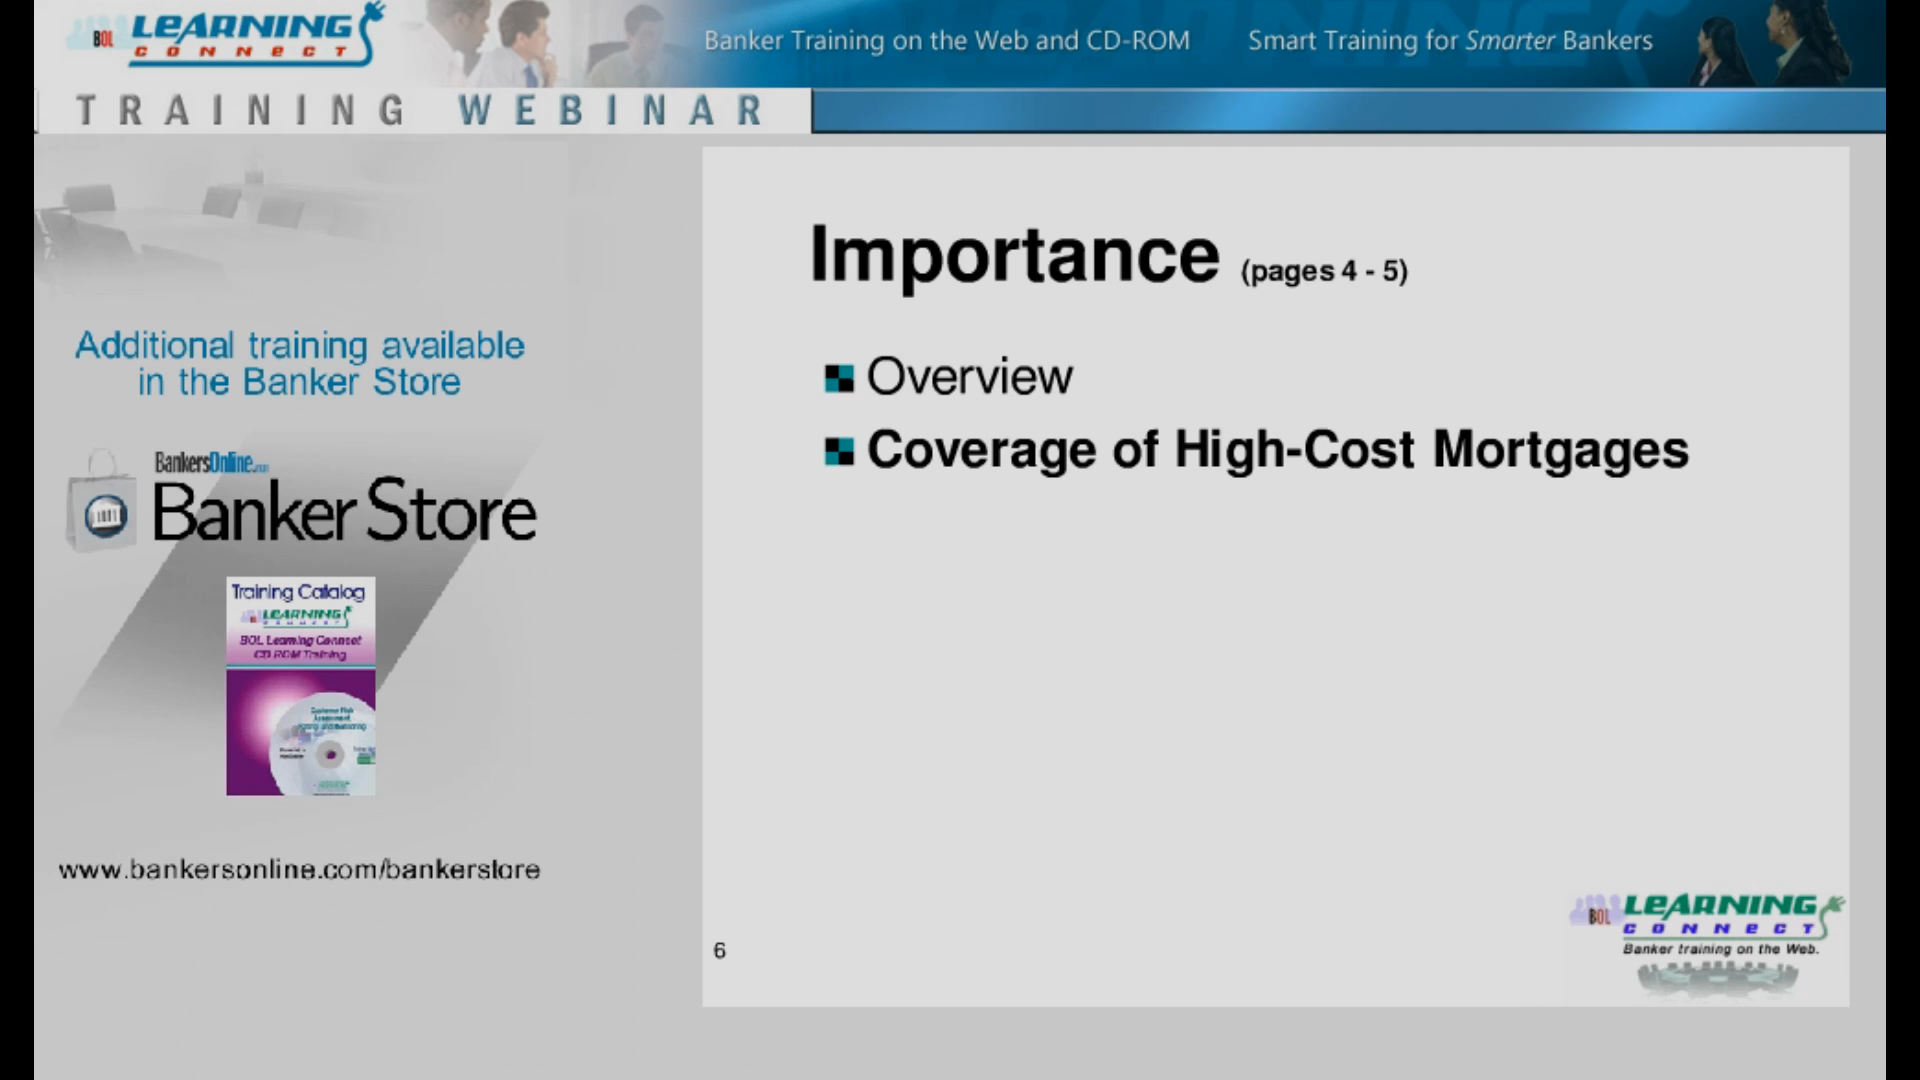 BOL LEARNING
CONNECT
Banker Training on the Web and CD-ROM Smart Training for Smarter Bankers
TRAINING WEBINAR
Additional training available
in the Banker Store
BankersOnline.com
Banker Store
Training Catalog
LEARNING
BOL Learning Connect
CD ROM Training
www.bankersonline.com/bankerstore
Importance (pages 4 - 5)
Overview
Coverage of High-Cost Mortgages
6
BOL LEARNING
CONNECT
Banker training on the Web.